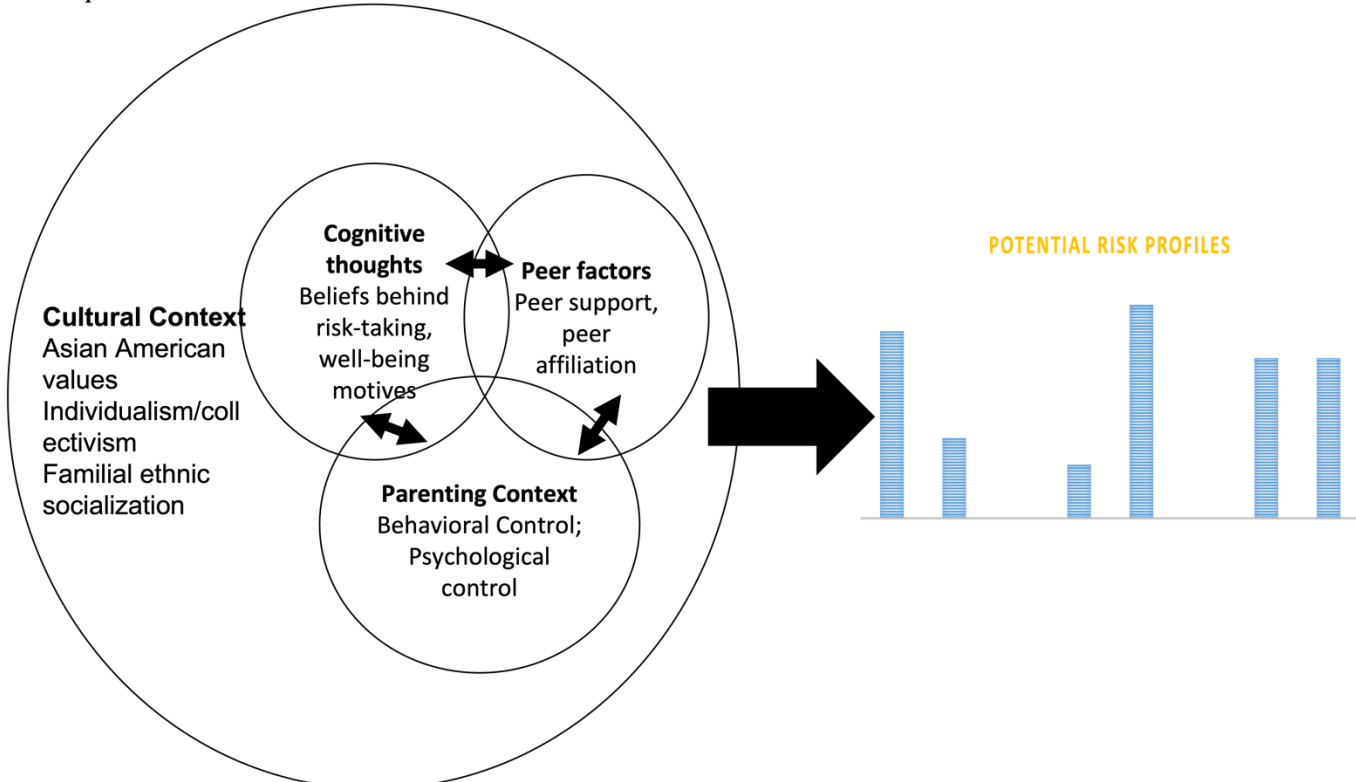 Cultural Context
Asian American
values
Individualism/coll
ectivism
Familial ethnic
socialization
Cognitive
thoughts
Beliefs behind
risk-taking,
well-being
motives
Peer factors
Peer support,
peer
affiliation
Parenting Context
Behavioral Control;
Psychological
control
POTENTIAL RISK PROFILES